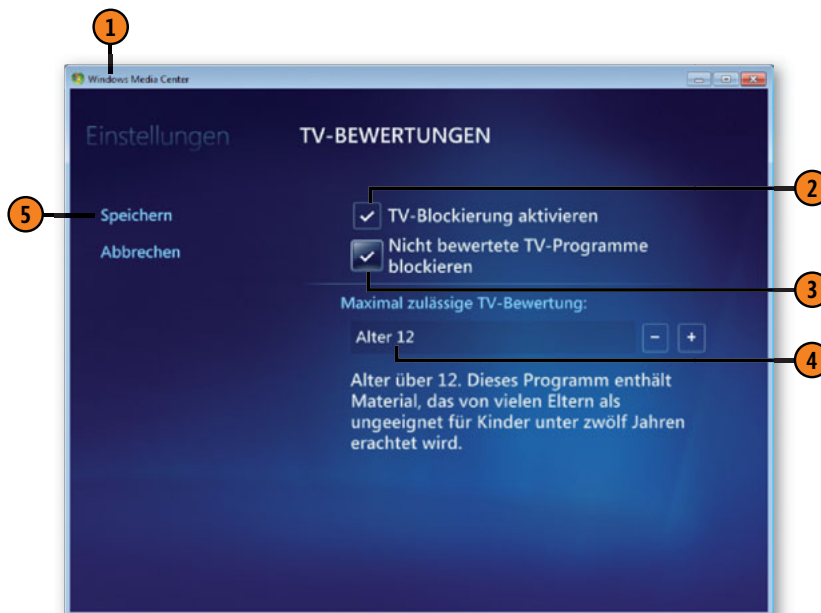 1
Windows Media Center
Einstellungen
TV-BEWERTUNGEN
2
5
Speichern
TV-Blockierung aktivieren
Abbrechen
Nicht bewertete TV-Programme
blockieren
3
Maximal zulässige TV-Bewertung:
Alter 12
- +
4
Alter über 12. Dieses Programm enthält
Material, das von vielen Eltern als
ungeeignet für Kinder unter zwölf Jahren
erachtet wird.